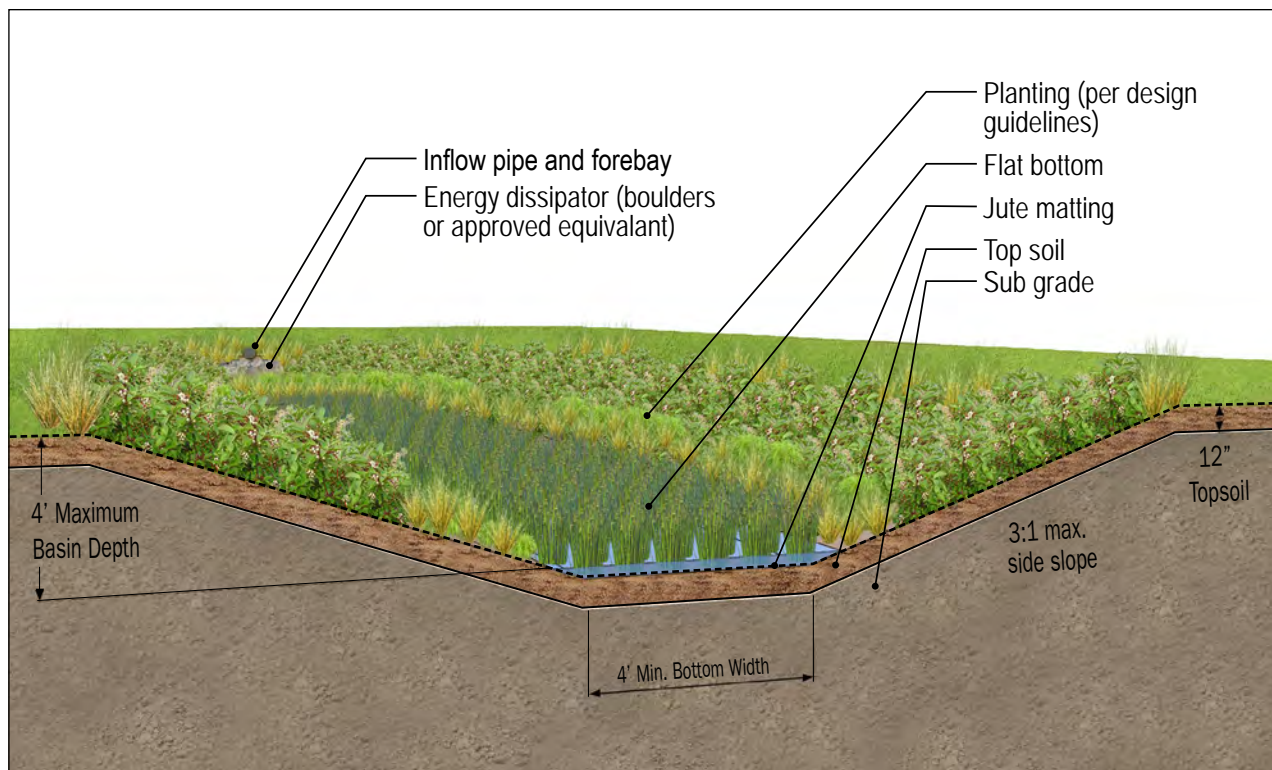 Planting (per design
guidelines)
Inflow pipe and forebay
Flat bottom
Energy dissipator (boulders
or approved equivalant)
Jute matting
Top soil
Sub grade
12”
Topsoil
4’ Maximum
Basin Depth
3:1 max.
side slope
4’ Min. Bottom Width